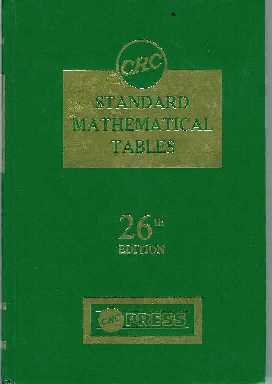 CRC
STANDARD
MATHEMATICAL
TABLES
26th
EDITION
CRC PRESS